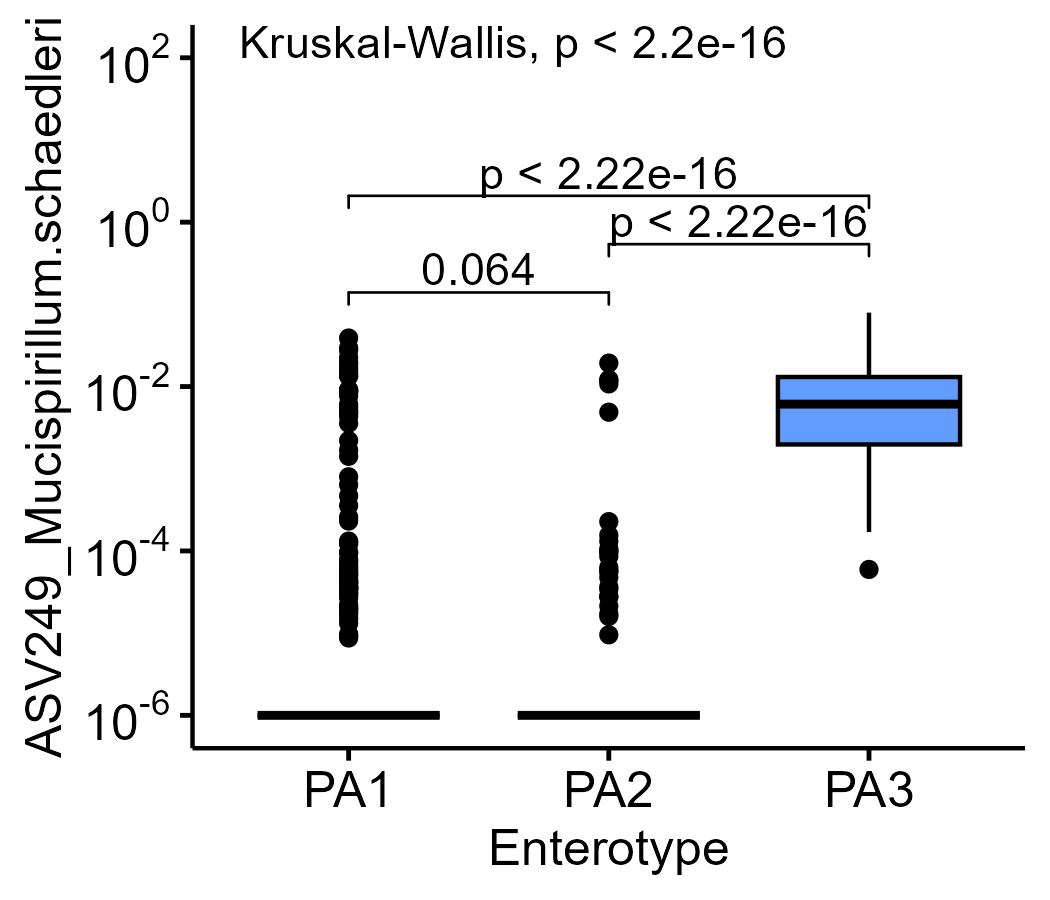 Kruskal-Wallis, p < 2.2e-16
ASV249_Mucispirillum.schaedleri
10^2
10^0
10^-2
10^-4
10^-6
p < 2.22e-16
p < 2.22e-16
0.064
PA1
PA2
PA3
Enterotype